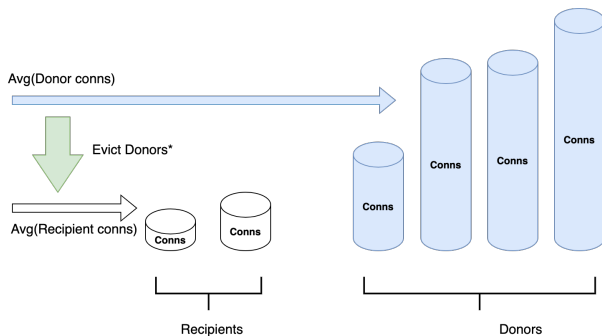 Avg(Donor conns)
Evict Donors*
Avg(Recipient conns)
Conns
Conns
Conns
Conns
Conns
Conns
Recipients
Donors